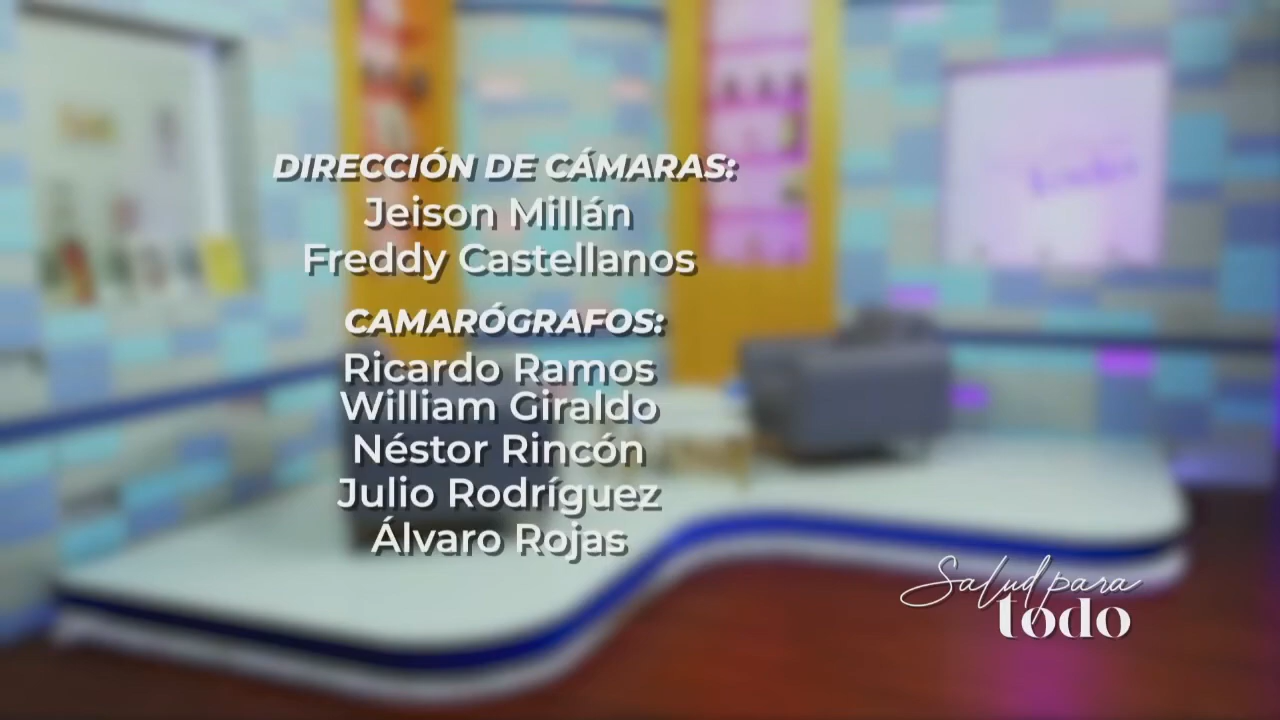 DIRECCIÓN DE CÁMARAS:
Jeison Millán
Freddy Castellanos
CAMARÓGRAFOS:
Ricardo Ramos
William Giraldo
Néstor Rincón
Julio Rodríguez
Álvaro Rojas
Salud para
todo